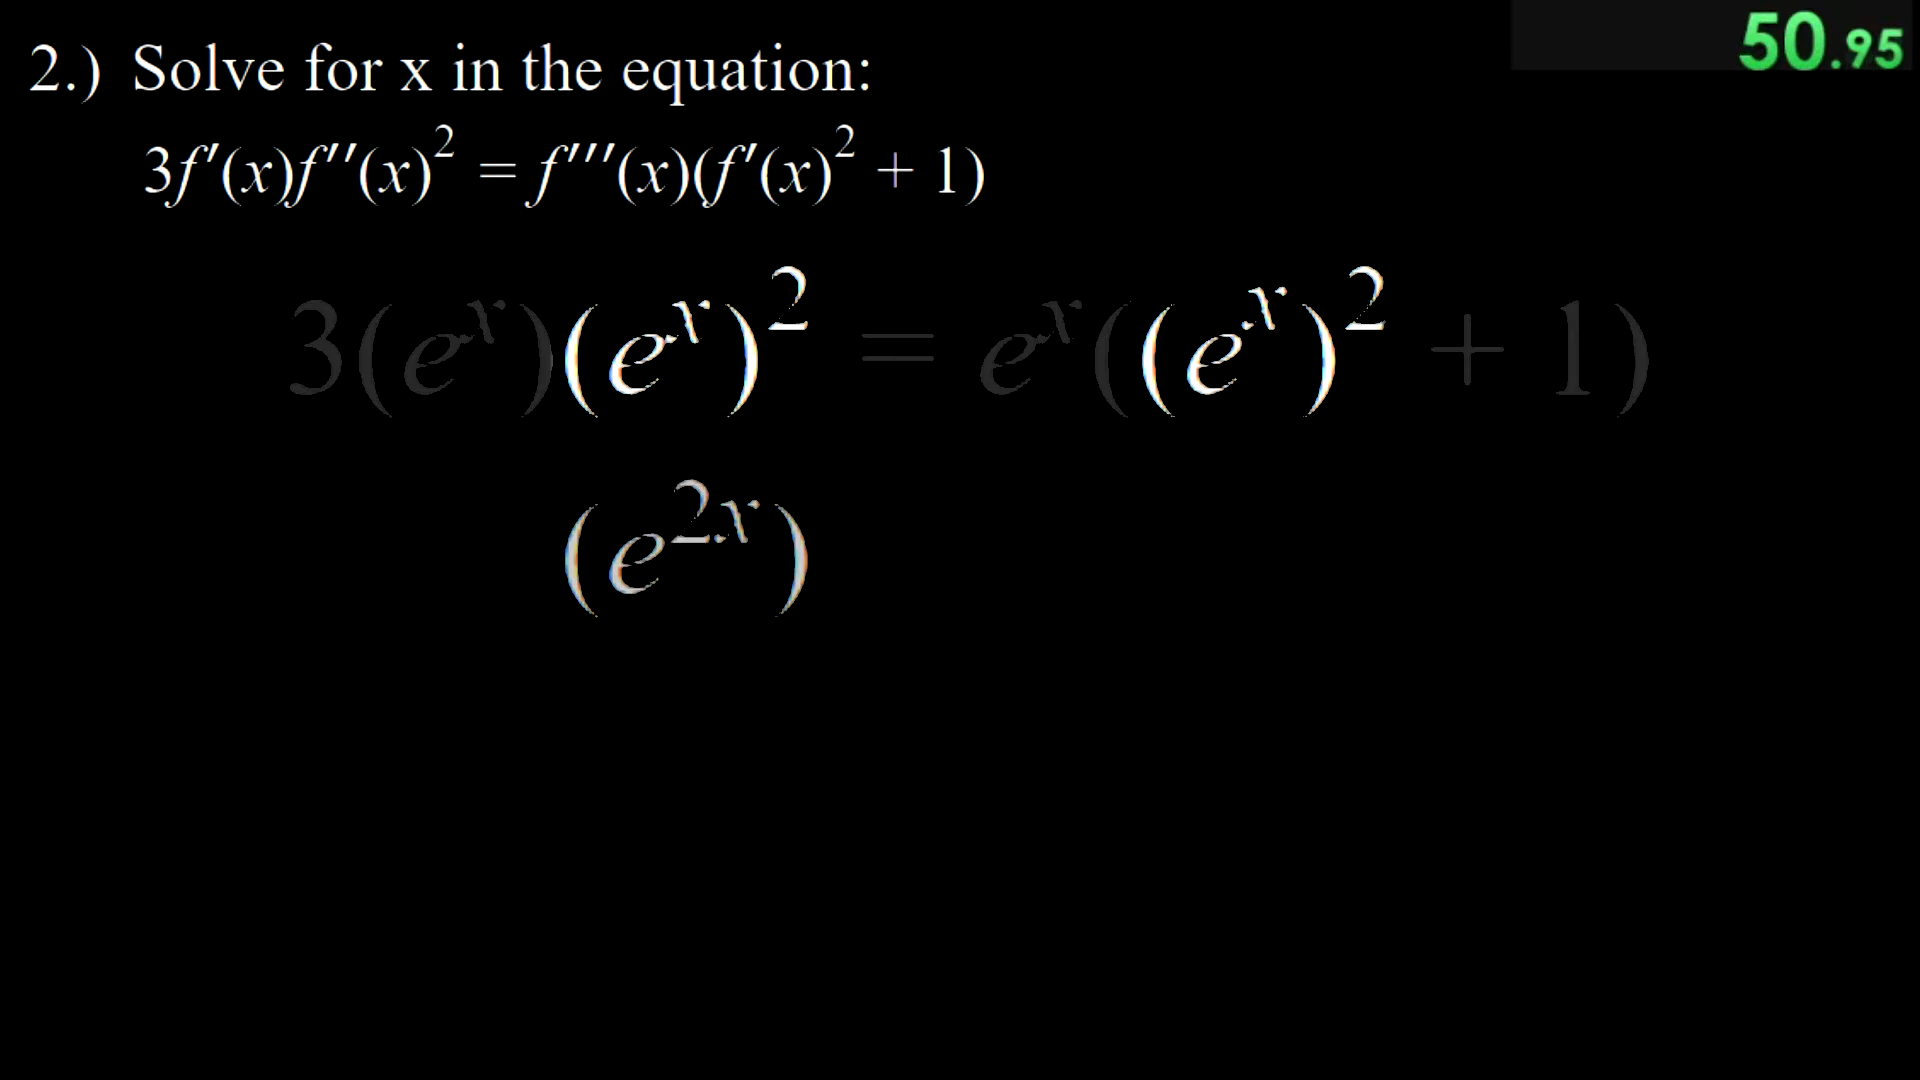 50.95
2.) Solve for x in the equation:
3f′(x)f′′(x)² = f′′′(x)(f′(x)² + 1)
3(eˣ)(eˣ)² = eˣ((eˣ)² + 1)
(e²ˣ)